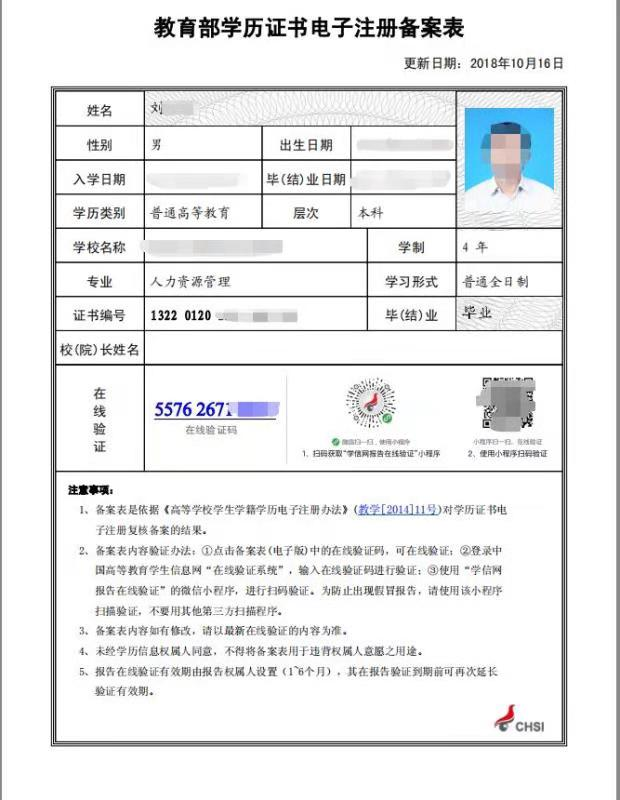 教育部学历证书电子注册备案表
更新日期：2018年10月16日
姓名 刘
性别 男 出生日期
入学日期 毕(结)业日期
学历类别 普通高等教育 层次 本科
学校名称 学制 4 年
专业 人力资源管理 学习形式 普通全日制
证书编号 1322 0120 毕(结)业 毕业
校(院)长姓名
在线验证
5576 2671
在线验证码
微信扫一扫，使用小程序
1、扫码获取“学信网报告在线验证”小程序
小程序扫一扫，在线验证
2、使用小程序扫码验证
注意事项：
1、备案表是依据《高等学校学生学籍学历电子注册办法》(教学[2014]11号)对学历证书电
子注册复核备案的结果。
2、备案表内容验证办法：①点击备案表(电子版)中的在线验证码，可在线验证；②登录中
国高等教育学生信息网“在线验证系统”，输入在线验证码进行验证；③使用“学信网
报告在线验证”的微信小程序，进行扫码验证。为防止出现假冒报告，请使用该小程序
扫描验证，不要用其他第三方扫描程序。
3、备案表内容如有修改，请以最新在线验证的内容为准。
4、未经学历信息权属人同意，不得将备案表用于违背权属人意愿之用途。
5、报告在线验证有效期由报告权属人设置（1~6个月），其在报告验证到期前可再次延长
验证有效期。
CHSI